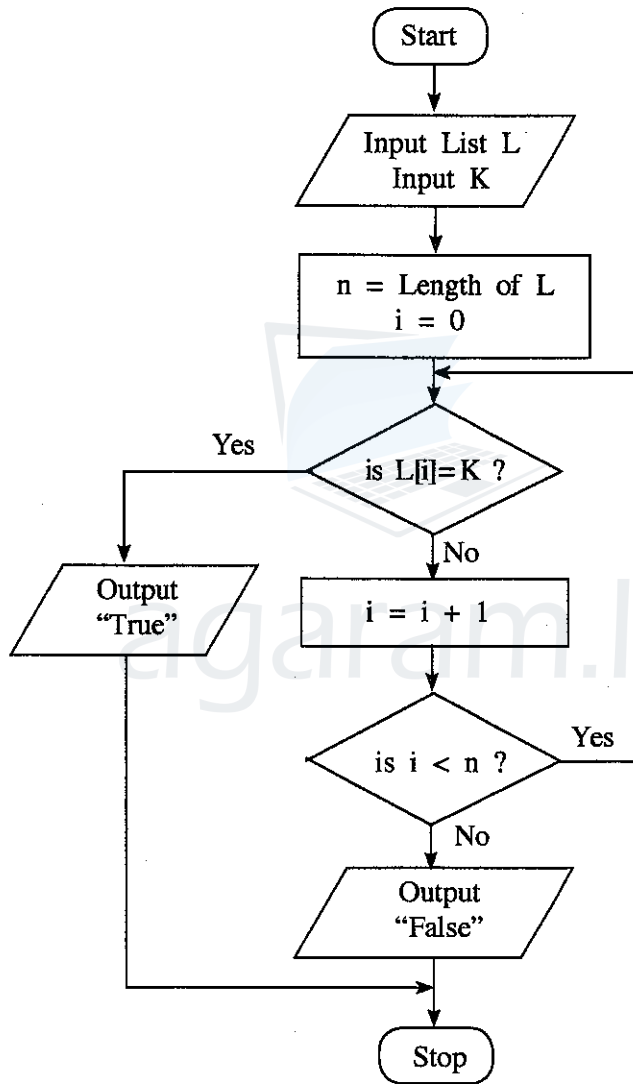 Start
Input List L
Input K
n = Length of L
i = 0
is L[i]=K ?
Yes
No
Output
“True”
i = i + 1
is i < n ?
Yes
No
Output
“False”
Stop
agaram.l